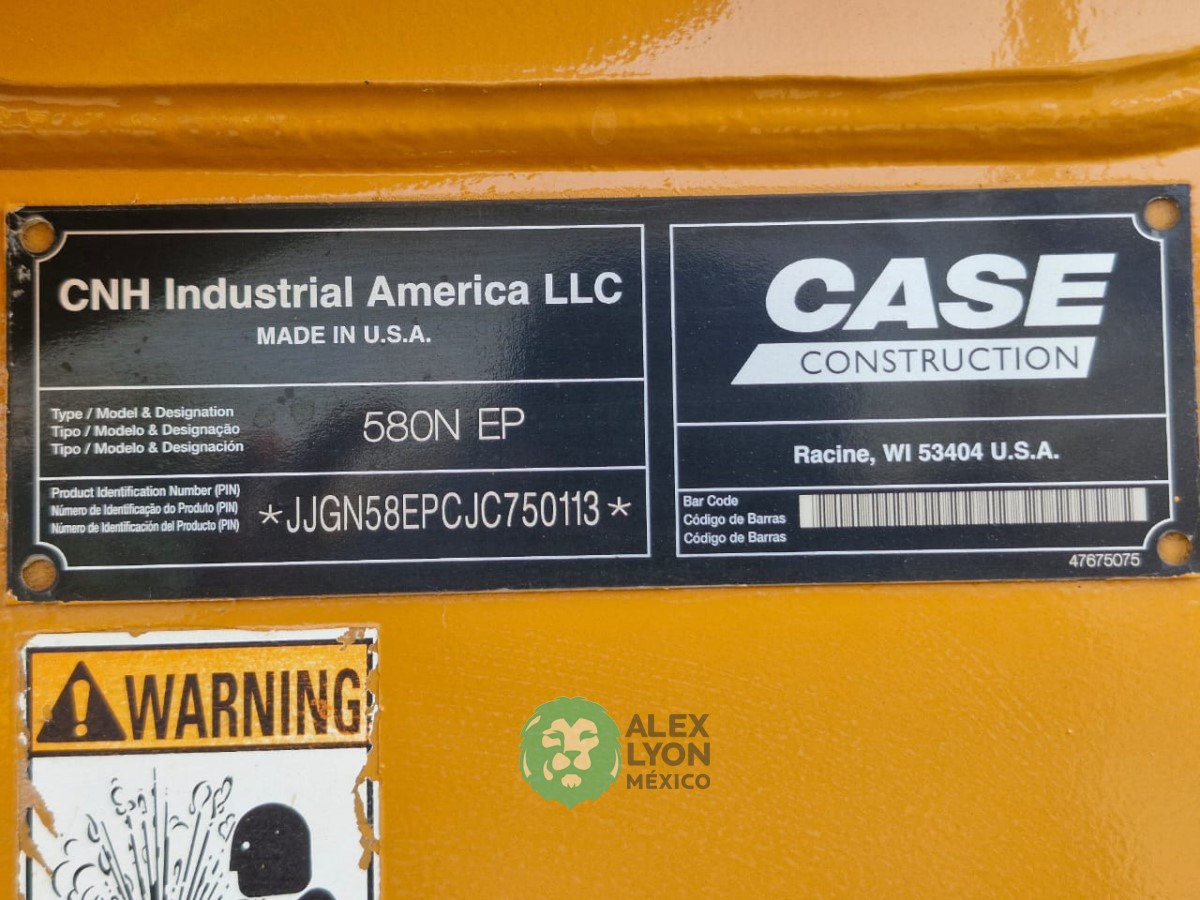 CNH Industrial America LLC
MADE IN U.S.A.
Type / Model & Designation
Tipo / Modelo & Designação
Tipo / Modelo & Designación
580N EP
Product Identification Number (PIN)
Número de Identificação do Produto (PIN)
Número de Identificación del Producto (PIN)
*JJGN58EPCJC750113*
CASE
CONSTRUCTION
Racine, WI 53404 U.S.A.
Bar Code
Código de Barras
Código de Barras
47675075
WARNING
ALEX
LYON
MÉXICO